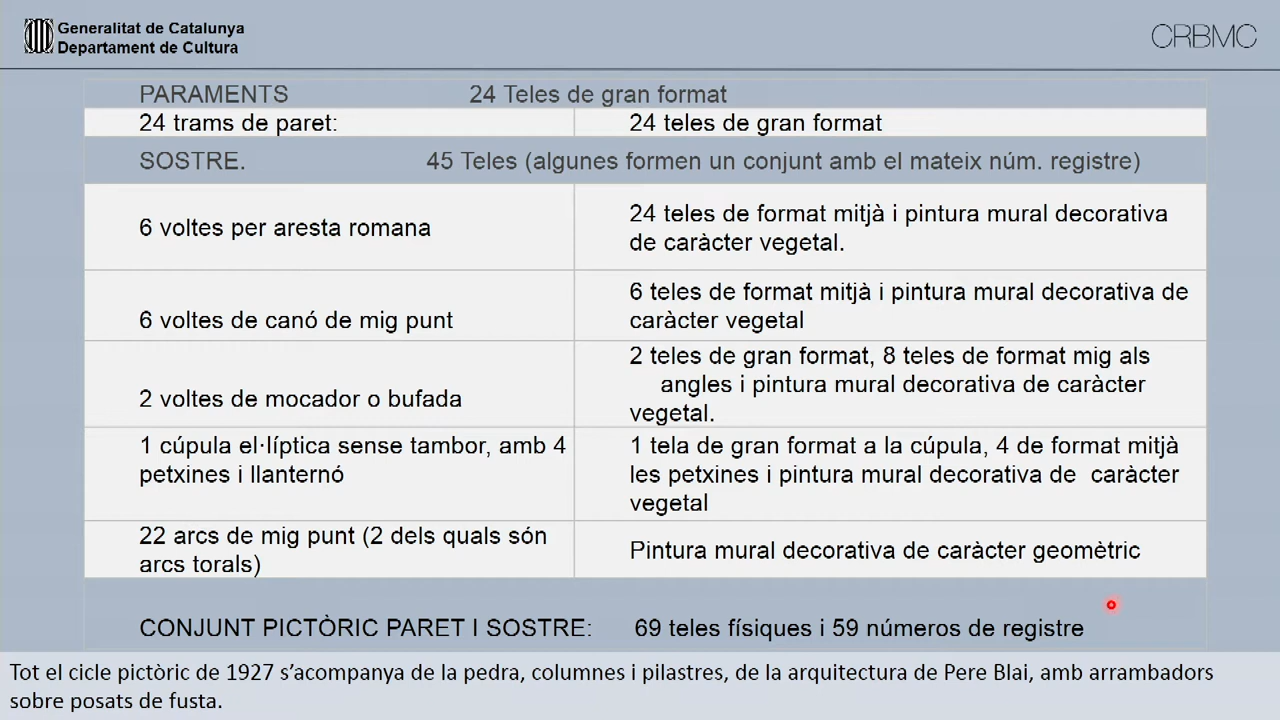 Generalitat de Catalunya
Departament de Cultura
CRBMC
PARAMENTS 24 Teles de gran format
24 trams de paret: 24 teles de gran format
SOSTRE. 45 Teles (algunes formen un conjunt amb el mateix núm. registre)
6 voltes per aresta romana
24 teles de format mitjà i pintura mural decorativa
de caràcter vegetal.
6 voltes de canó de mig punt
6 teles de format mitjà i pintura mural decorativa de
caràcter vegetal
2 voltes de mocador o bufada
2 teles de gran format, 8 teles de format mig als
angles i pintura mural decorativa de caràcter
vegetal.
1 cúpula el·líptica sense tambor, amb 4
petxines i llanternó
1 tela de gran format a la cúpula, 4 de format mitjà
les petxines i pintura mural decorativa de caràcter
vegetal
22 arcs de mig punt (2 dels quals són
arcs torals)
Pintura mural decorativa de caràcter geomètric
CONJUNT PICTÒRIC PARET I SOSTRE: 69 teles físiques i 59 números de registre
Tot el cicle pictòric de 1927 s’acompanya de la pedra, columnes i pilastres, de la arquitectura de Pere Blai, amb arrambadors
sobre posats de fusta.